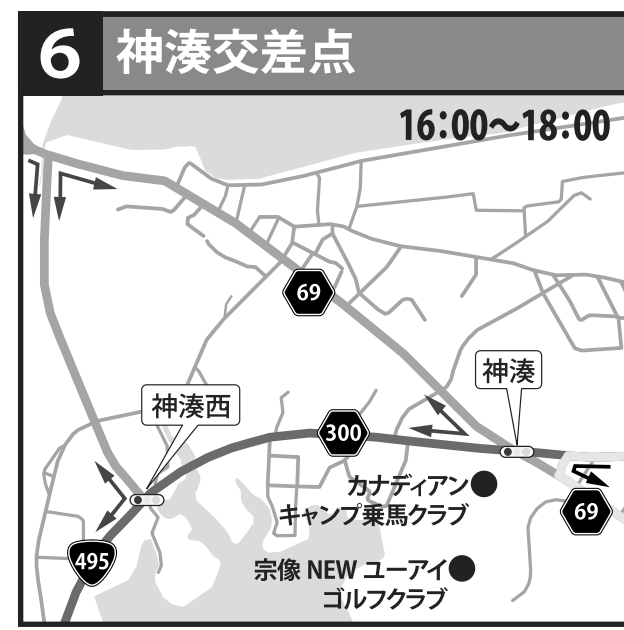 6 神湊交差点
16:00～18:00
69
神湊
神湊西
300
カナディアン
キャンプ乗馬クラブ
69
495
宗像 NEW ユーアイ
ゴルフクラブ